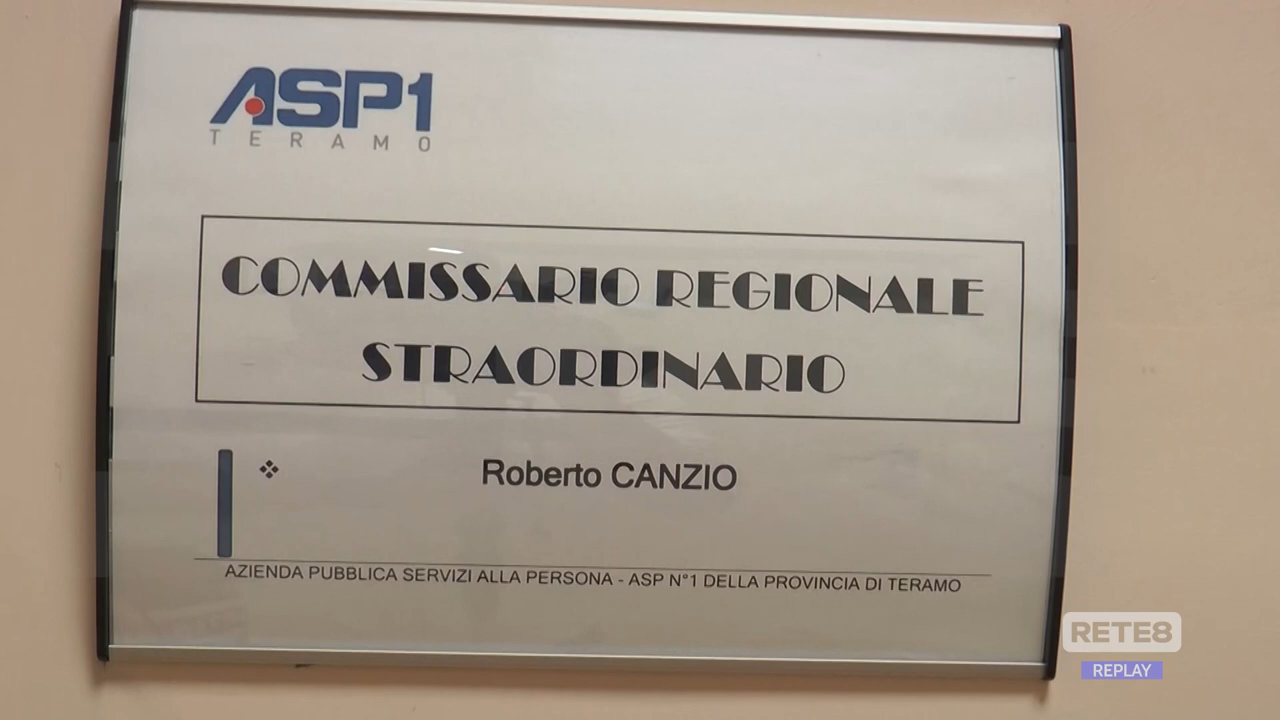 ASP1
TERAMO
COMMISSARIO REGIONALE
STRAORDINARIO
Roberto CANZIO
AZIENDA PUBBLICA SERVIZI ALLA PERSONA - ASP N°1 DELLA PROVINCIA DI TERAMO
RETE8
REPLAY